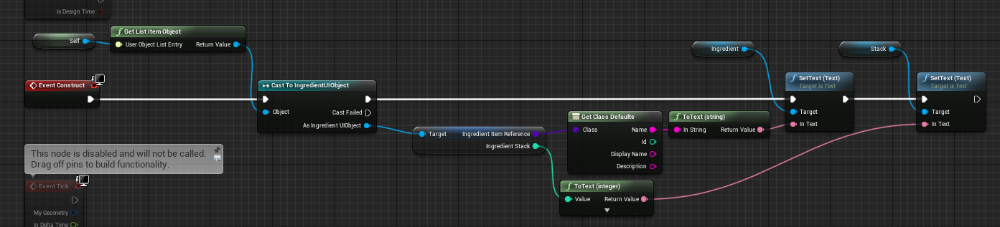 Is Design Time
Self
Get List Item Object
User Object List Entry
Return Value
Event Construct
Cast To IngredientUIObject
Object
Cast Failed
As Ingredient UIObject
Target
Ingredient Item Reference
Ingredient Stack
Get Class Defaults
Class
Name
Id
Display Name
Description
ToText (string)
In String
Return Value
ToText (integer)
Value
Return Value
Ingredient
SetText (Text)
Target is Text
Target
In Text
Stack
SetText (Text)
Target is Text
Target
In Text
This node is disabled and will not be called.
Drag off pins to build functionality.
Event Tick
My Geometry
In Delta Time